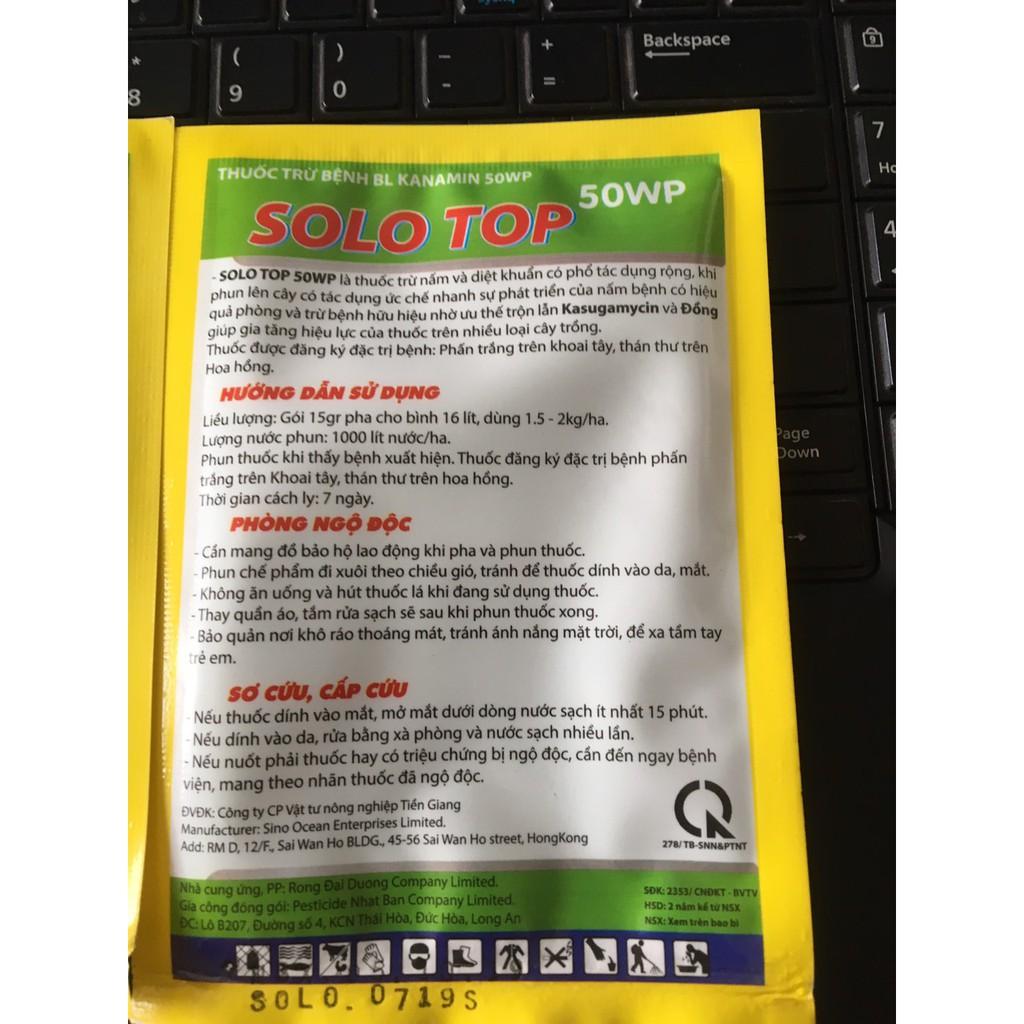 *
8
(
9
)
0
-
+
=
Backspace
9
7
4
Page
Down
THUỐC TRỪ BỆNH BL KANAMIN 50WP
SOLO TOP 50WP
- SOLO TOP 50WP là thuốc trừ nấm và diệt khuẩn có phổ tác dụng rộng, khi
phun lên cây có tác dụng ức chế nhanh sự phát triển của nấm bệnh có hiệu
quả phòng và trừ bệnh hữu hiệu nhờ ưu thế trộn lẫn Kasugamycin và Đồng
giúp gia tăng hiệu lực của thuốc trên nhiều loại cây trồng.
Thuốc được đăng ký đặc trị bệnh: Phấn trắng trên khoai tây, thán thư trên
Hoa hồng.
HƯỚNG DẪN SỬ DỤNG
Liều lượng: Gói 15gr pha cho bình 16 lít, dùng 1.5 - 2kg/ha.
Lượng nước phun: 1000 lít nước/ha.
Phun thuốc khi thấy bệnh xuất hiện. Thuốc đăng ký đặc trị bệnh phấn
trắng trên Khoai tây, thán thư trên hoa hồng.
Thời gian cách ly: 7 ngày.
PHÒNG NGỘ ĐỘC
- Cần mang đồ bảo hộ lao động khi pha và phun thuốc.
- Phun chế phẩm đi xuôi theo chiều gió, tránh để thuốc dính vào da, mắt.
- Không ăn uống và hút thuốc lá khi đang sử dụng thuốc.
- Thay quần áo, tắm rửa sạch sẽ sau khi phun thuốc xong.
- Bảo quản nơi khô ráo thoáng mát, tránh ánh nắng mặt trời, để xa tầm tay
trẻ em.
SƠ CỨU, CẤP CỨU
- Nếu thuốc dính vào mắt, mở mắt dưới dòng nước sạch ít nhất 15 phút.
- Nếu dính vào da, rửa bằng xà phòng và nước sạch nhiều lần.
- Nếu nuốt phải thuốc hay có triệu chứng bị ngộ độc, cần đến ngay bệnh
viện, mang theo nhãn thuốc đã ngộ độc.
ĐVĐK: Công ty CP Vật tư nông nghiệp Tiền Giang
Manufacturer: Sino Ocean Enterprises Limited.
Add: RM D, 12/F., Sai Wan Ho BLDG., 45-56 Sai Wan Ho street, HongKong
278/ TB-SNN&PTNT
Nhà cung ứng, PP: Rong Đai Duong Company Limited.
Gia công đóng gói: Pesticide Nhat Ban Company Limited.
ĐC: Lô B207, Đường số 4, KCN Thái Hòa, Đức Hòa, Long An
SĐK: 2353/ CNĐKT - BVTV
HSD: 2 năm kể từ NSX
NSX: Xem trên bao bì
SOLO. 0719S